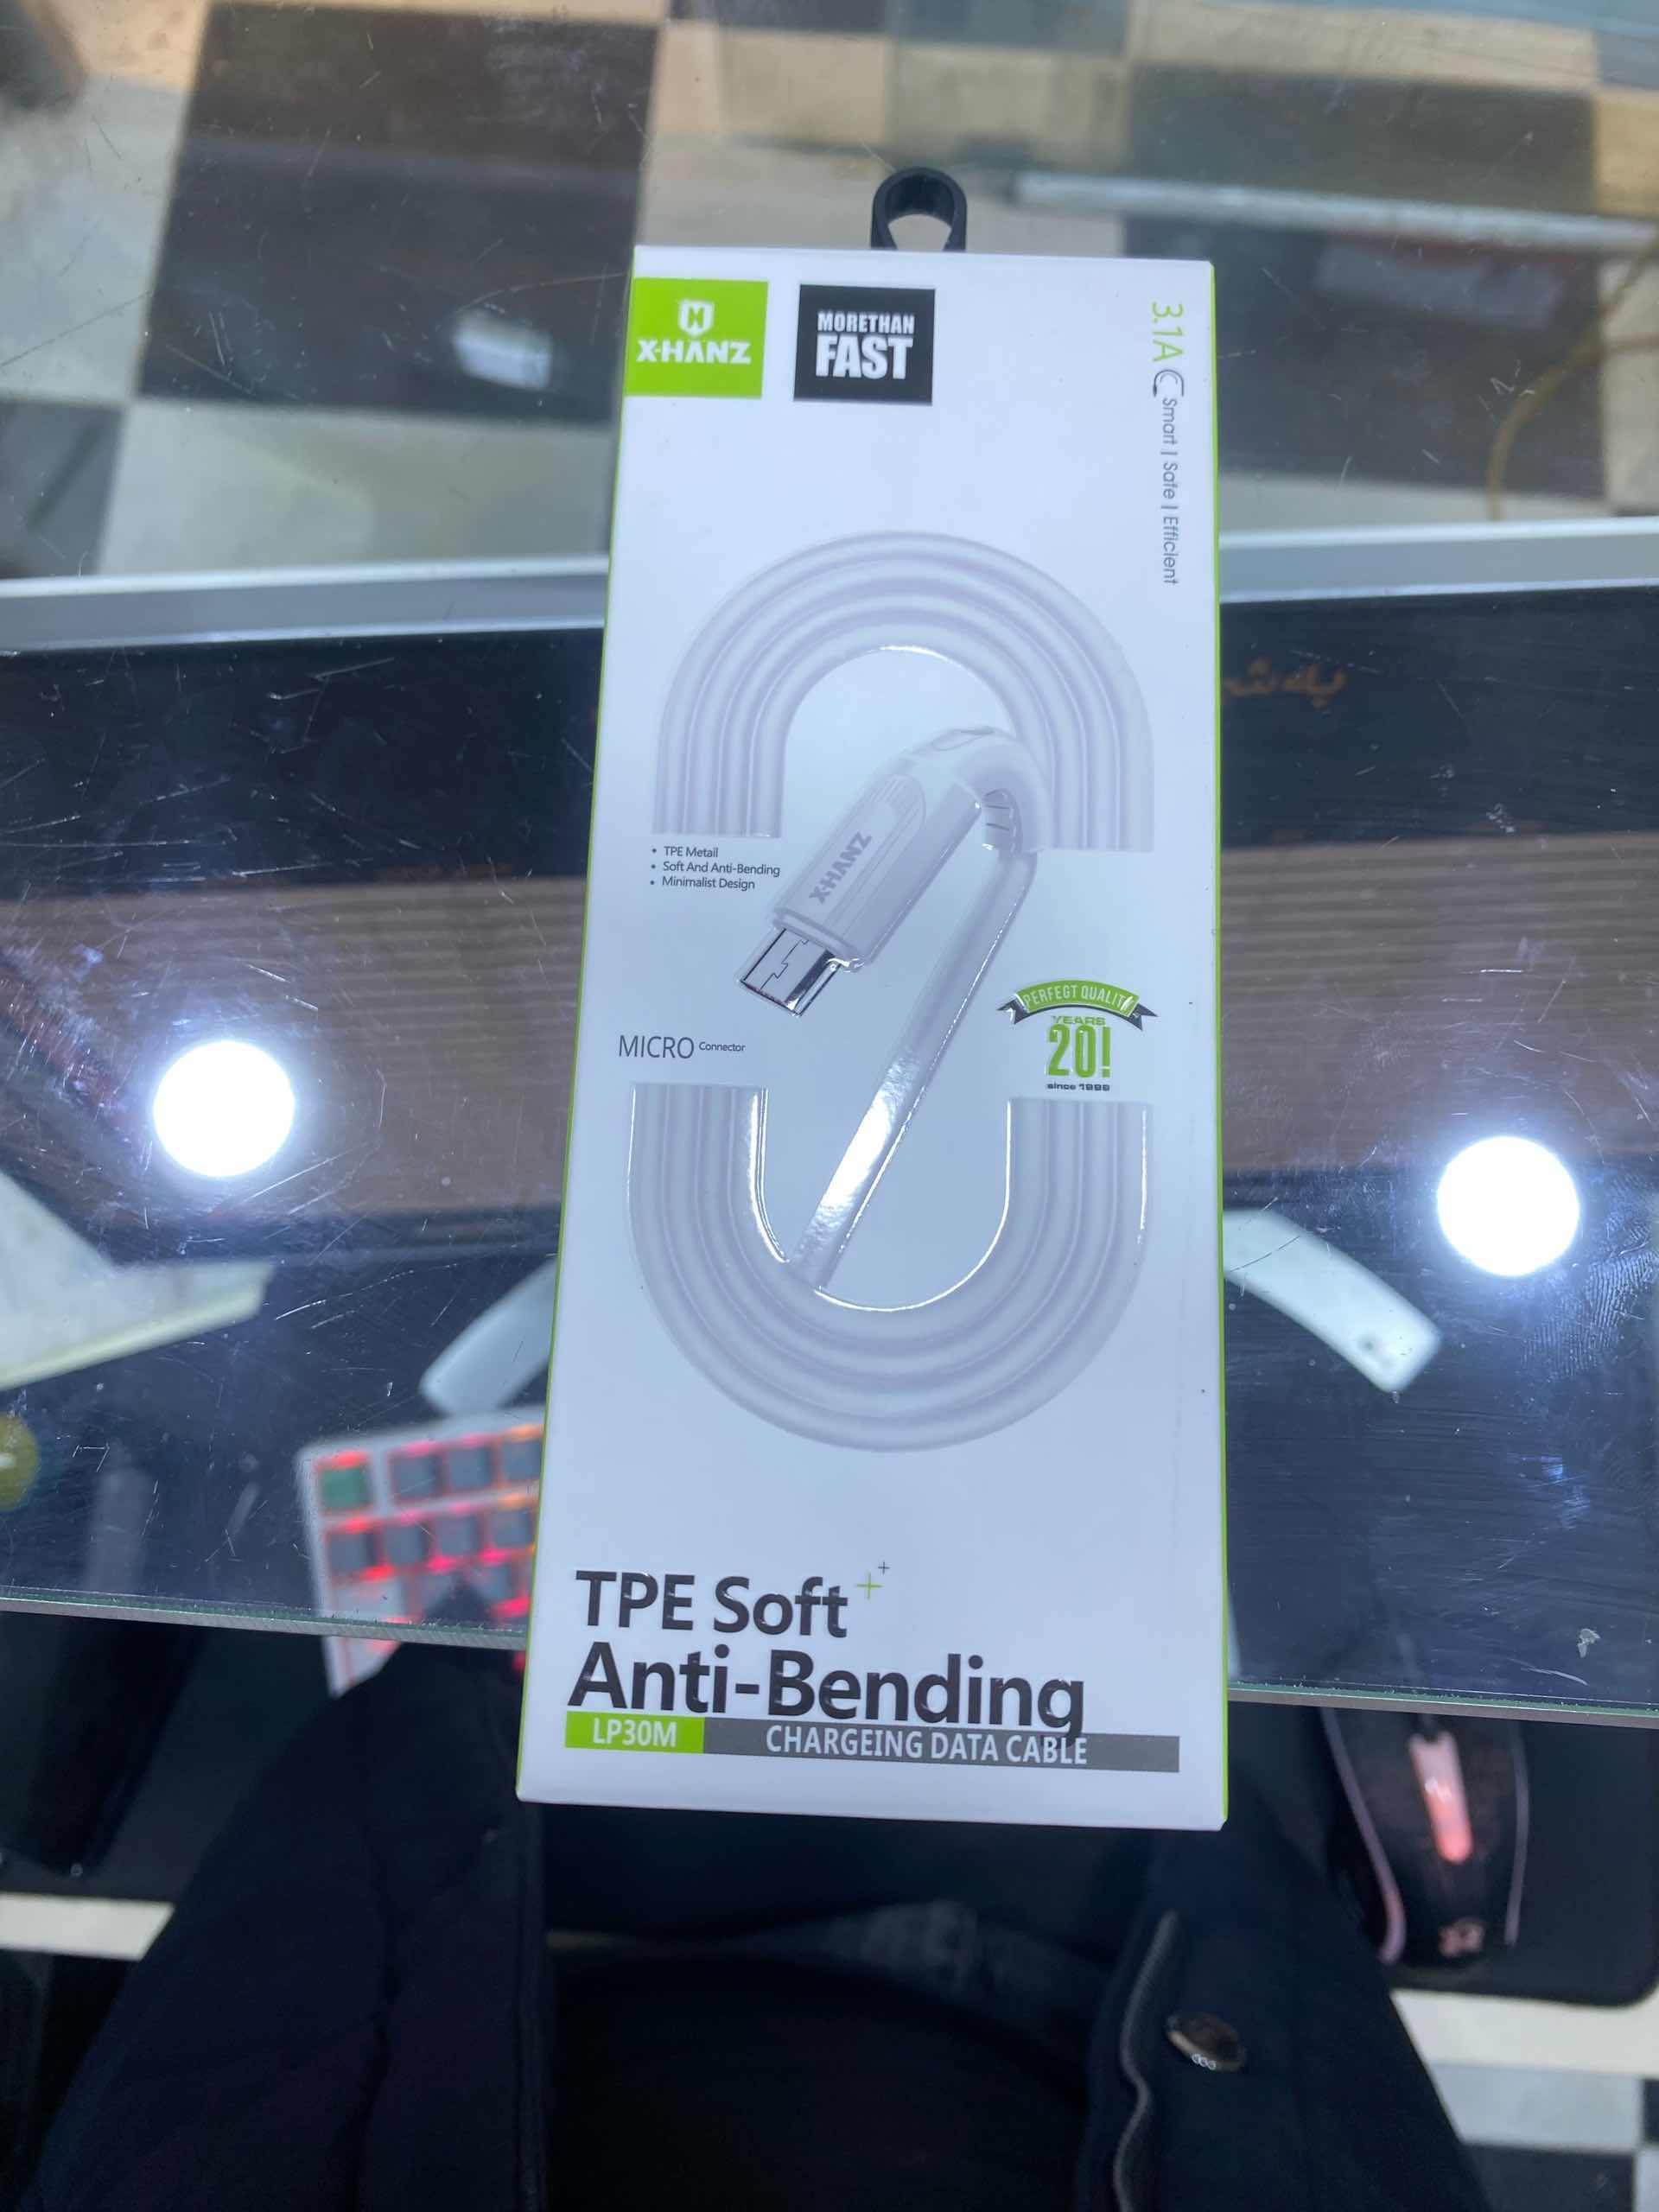 X-HANZ
MORETHAN
FAST
3.1A
Smart | Safe | Efficient
X-HANZ
• TPE Metail
• Soft And Anti-Bending
• Minimalist Design
MICRO Connector
PERFEGT QUALITY
YEARS
20!
since 1999
TPE Soft
Anti-Bending
LP30M
CHARGEING DATA CABLE